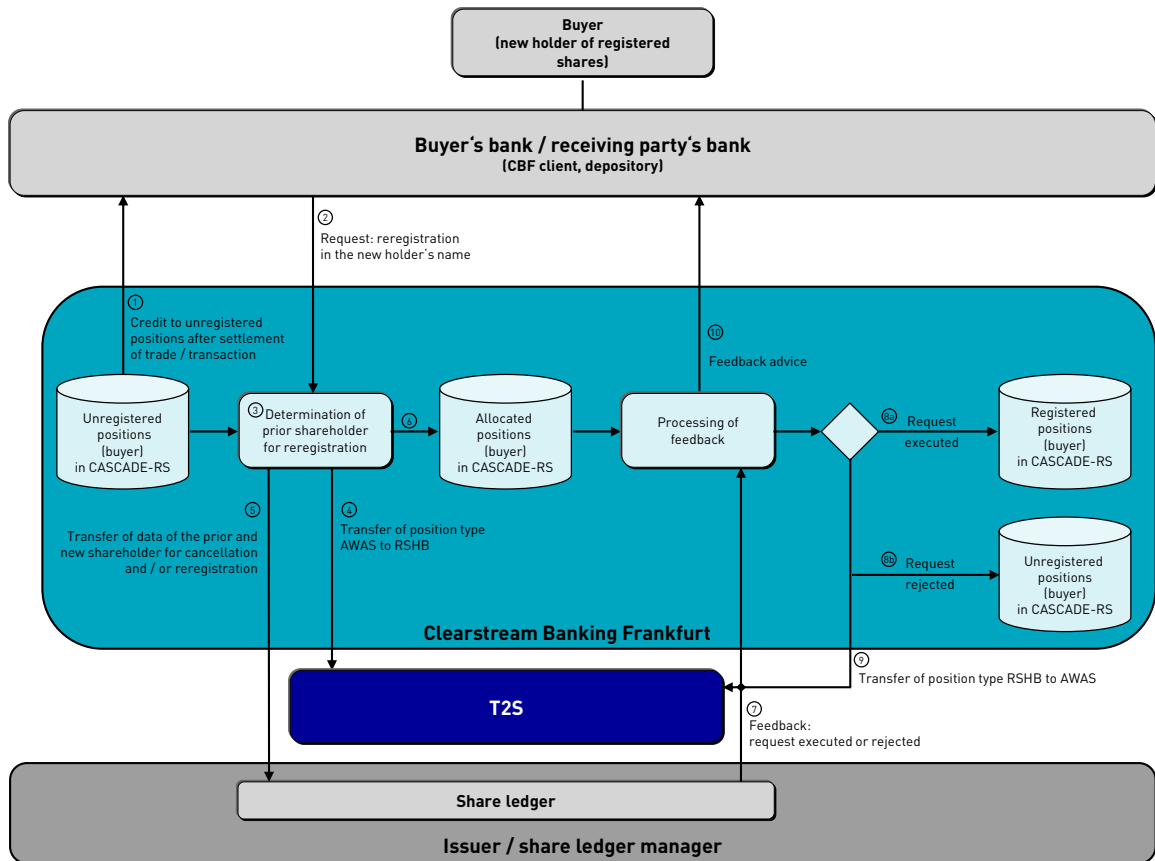 Buyer
(new holder of registered
shares)
Buyer‘s bank / receiving party‘s bank
(CBF client, depository)
2
Request: reregistration
in the new holder‘s name
1
Credit to unregistered
positions after settlement
of trade / transaction
10
Feedback advice
Unregistered
positions
(buyer)
in CASCADE-RS
3
Determination of
prior shareholder
for reregistration
6
Allocated
positions
(buyer)
in CASCADE-RS
Processing of
feedback
8a
Request
executed
Registered
positions
(buyer)
in CASCADE-RS
5
Transfer of data of the prior and
new shareholder for cancellation
and / or reregistration
4
Transfer of position type
AWAS to RSHB
8b
Request
rejected
Unregistered
positions
(buyer)
in CASCADE-RS
Clearstream Banking Frankfurt
9
Transfer of position type RSHB to AWAS
T2S
7
Feedback:
request executed or rejected
Share ledger
Issuer / share ledger manager